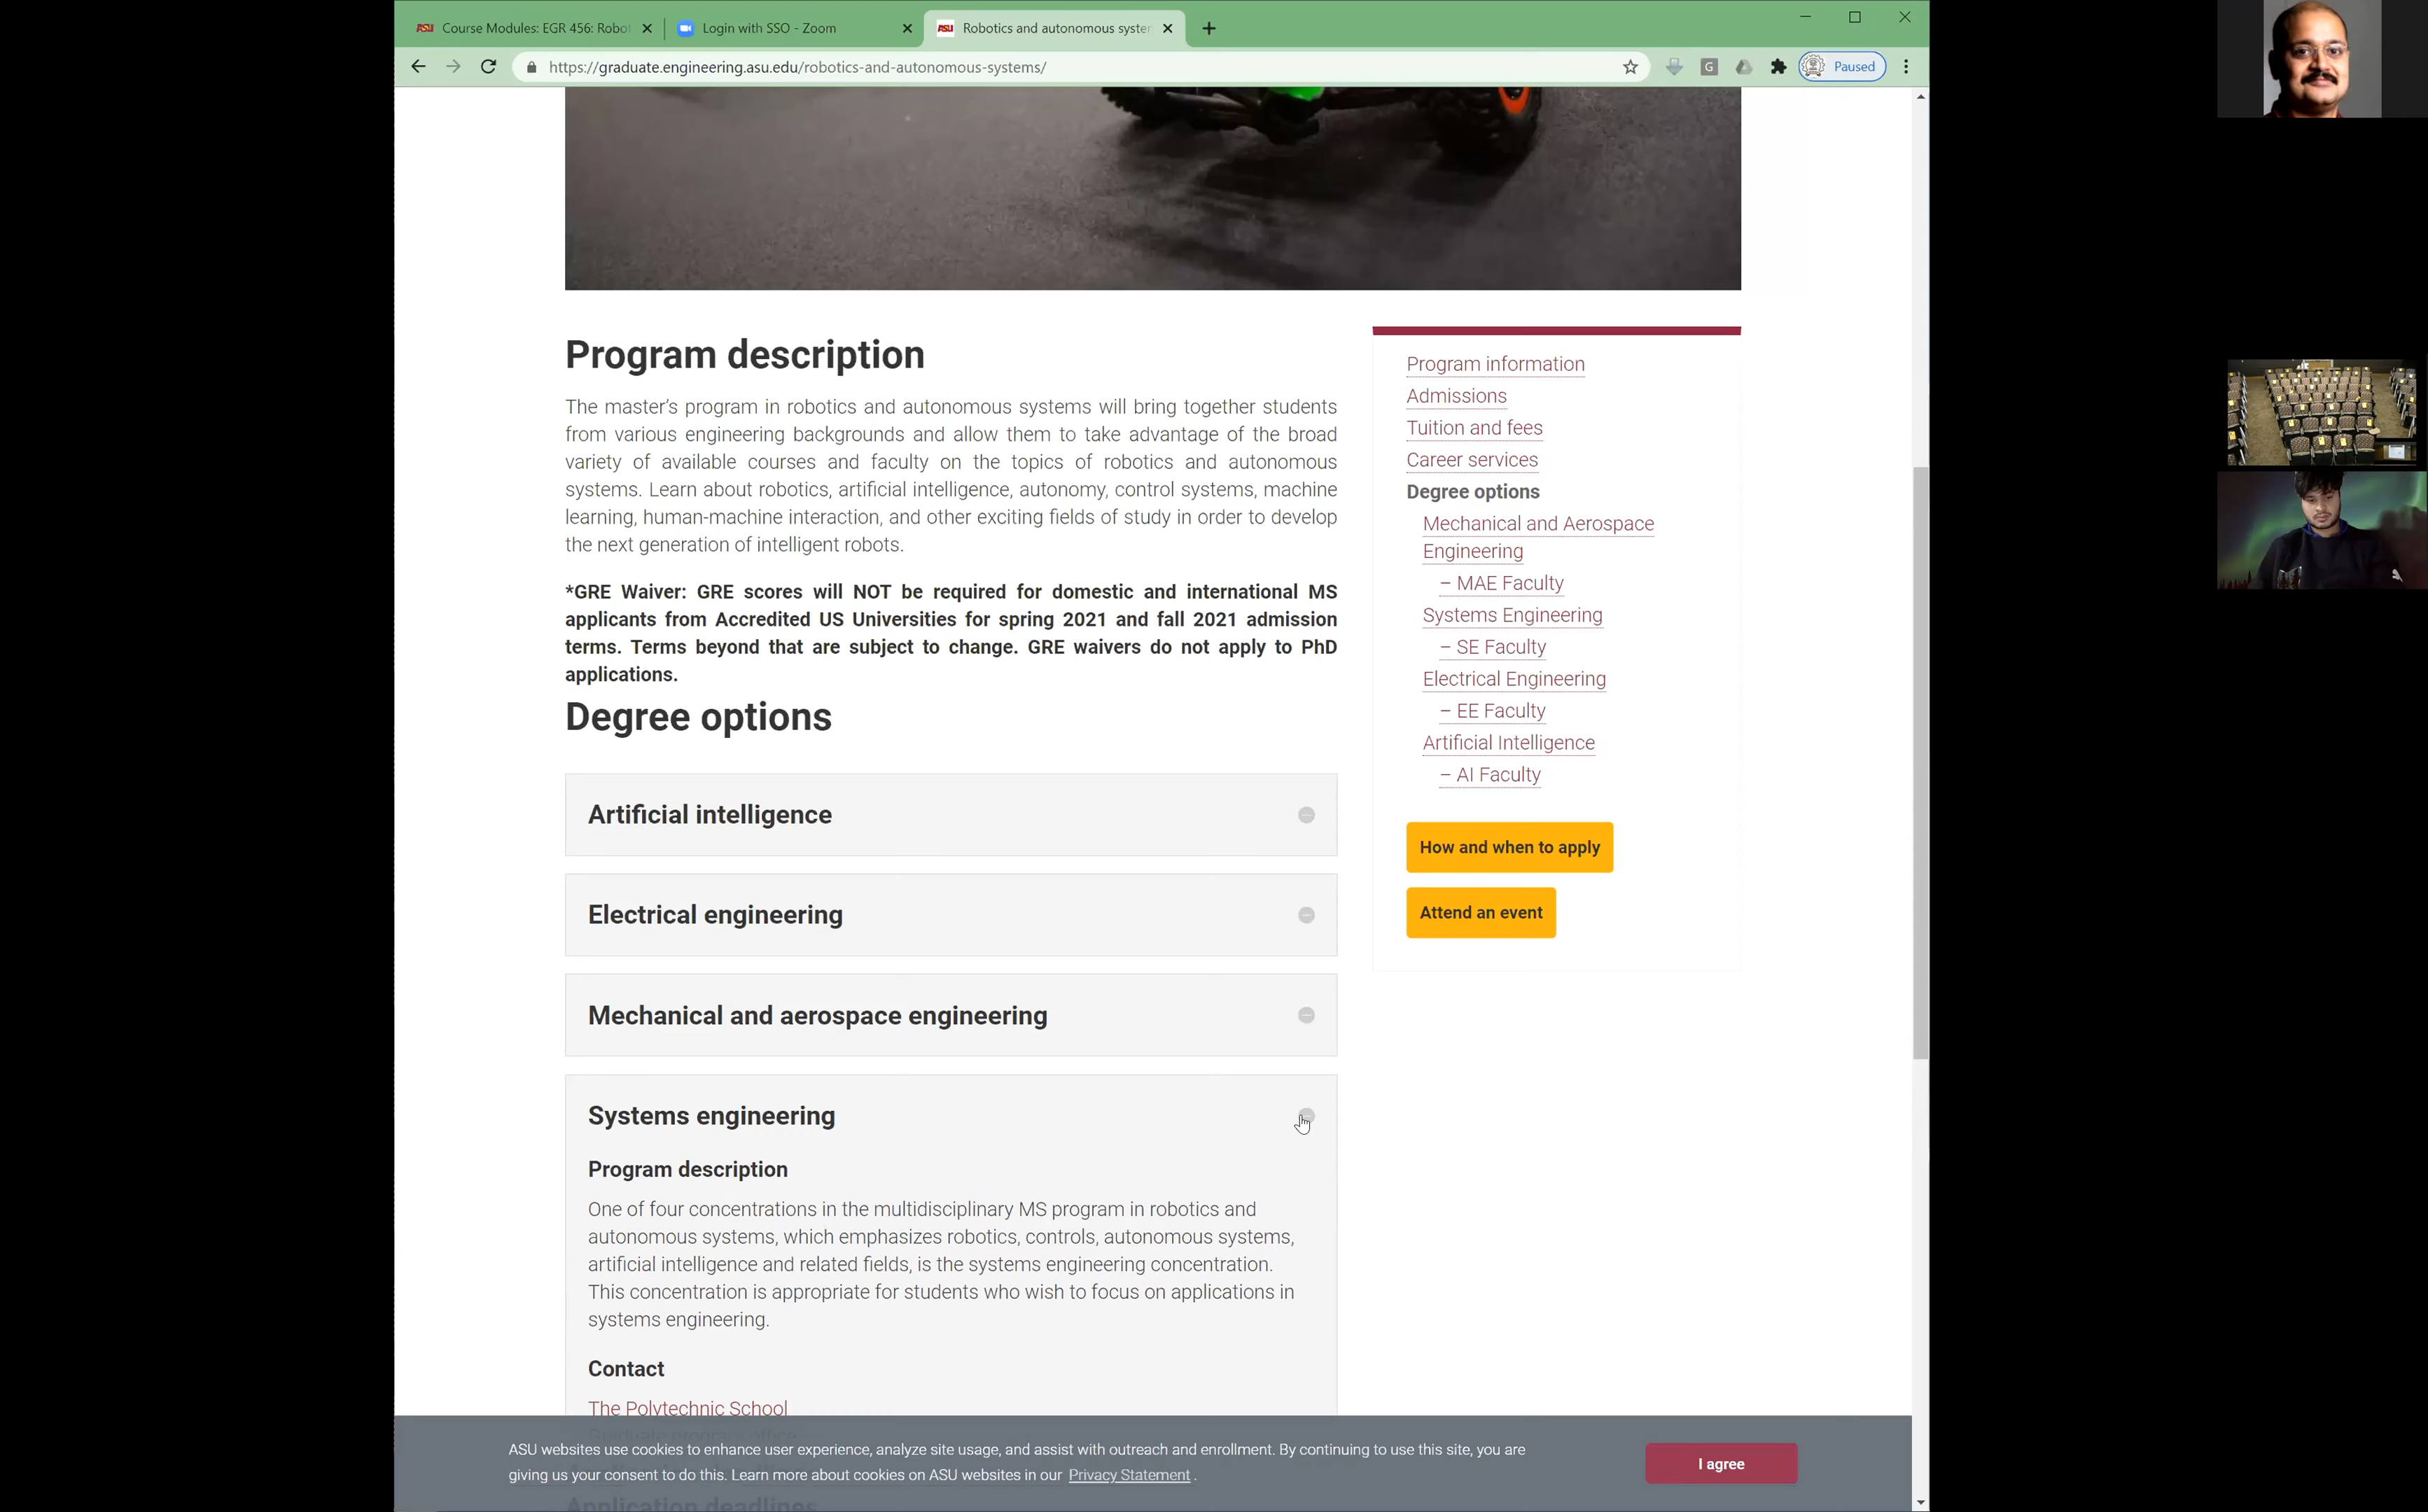 Course Modules: EGR 456: Robo
Login with SSO - Zoom
Robotics and autonomous syster
https://graduate.engineering.asu.edu/robotics-and-autonomous-systems/
G
Paused
Program description
The master's program in robotics and autonomous systems will bring together students
from various engineering backgrounds and allow them to take advantage of the broad
variety of available courses and faculty on the topics of robotics and autonomous
systems. Learn about robotics, artificial intelligence, autonomy, control systems, machine
learning, human-machine interaction, and other exciting fields of study in order to develop
the next generation of intelligent robots.
*GRE Waiver: GRE scores will NOT be required for domestic and international MS
applicants from Accredited US Universities for spring 2021 and fall 2021 admission
terms. Terms beyond that are subject to change. GRE waivers do not apply to PhD
applications.
Degree options
Artificial intelligence
Electrical engineering
Mechanical and aerospace engineering
Systems engineering
Program description
One of four concentrations in the multidisciplinary MS program in robotics and
autonomous systems, which emphasizes robotics, controls, autonomous systems,
artificial intelligence and related fields, is the systems engineering concentration.
This concentration is appropriate for students who wish to focus on applications in
systems engineering.
Contact
The Polytechnic School
Program information
Admissions
Tuition and fees
Career services
Degree options
Mechanical and Aerospace
Engineering
– MAE Faculty
Systems Engineering
– SE Faculty
Electrical Engineering
– EE Faculty
Artificial Intelligence
– AI Faculty
How and when to apply
Attend an event
ASU websites use cookies to enhance user experience, analyze site usage, and assist with outreach and enrollment. By continuing to use this site, you are
giving us your consent to do this. Learn more about cookies on ASU websites in our Privacy Statement.
I agree
Application deadlines